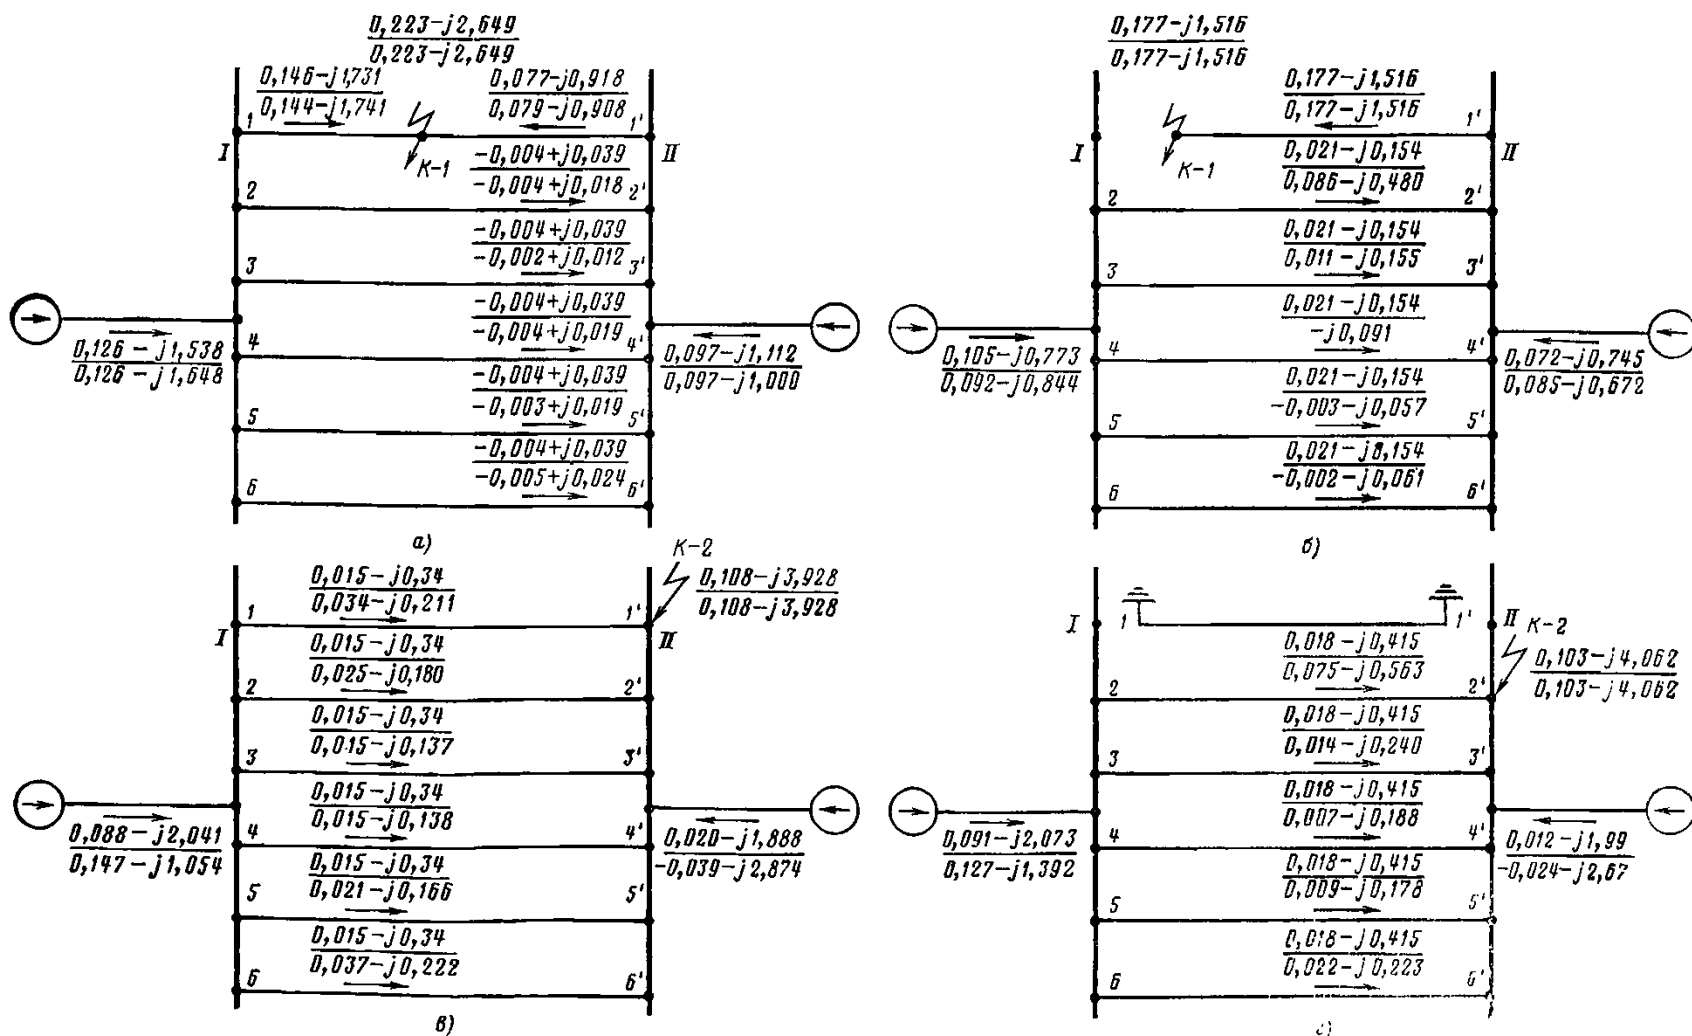 0,223-j2,649
0,223-j2,649
0,146-j1,731
0,144-j1,741
0,077-j0,918
0,079-j0,908
1
1'
I
II
К-1
-0,004+j0,039
-0,004+j0,018
2
2'
-0,004+j0,039
-0,002+j0,012
3
3'
-0,004+j0,039
-0,004+j0,019
4
4'
0,126-j1,538
0,126-j1,648
0,097-j1,112
0,097-j1,000
-0,004+j0,039
-0,003+j0,019
5
5'
-0,004+j0,039
-0,005+j0,024
6
6'
а)
0,177-j1,516
0,177-j1,516
0,177-j1,516
0,177-j1,516
1'
I
II
К-1
0,021-j0,154
0,086-j0,480
2
2'
0,021-j0,154
0,011-j0,155
3
3'
0,021-j0,154
-j0,091
4
4'
0,105-j0,773
0,092-j0,844
0,072-j0,745
0,085-j0,672
0,021-j0,154
-0,003-j0,057
5
5'
0,021-j0,154
-0,002-j0,061
6
6'
б)
К-2
0,108-j3,928
0,108-j3,928
0,015-j0,34
0,034-j0,211
1
1'
I
II
0,015-j0,34
0,025-j0,180
2
2'
0,015-j0,34
0,015-j0,137
3
3'
0,015-j0,34
0,015-j0,138
4
4'
0,088-j2,041
0,147-j1,054
0,020-j1,888
-0,039-j2,874
0,015-j0,34
0,021-j0,166
5
5'
0,015-j0,34
0,037-j0,222
6
6'
в)
1
1'
I
II
К-2
0,103-j4,062
0,103-j4,062
0,018-j0,415
0,075-j0,563
2
2'
0,018-j0,415
0,014-j0,240
3
3'
0,018-j0,415
0,007-j0,188
4
4'
0,091-j2,073
0,127-j1,392
0,012-j1,99
-0,024-j2,67
0,018-j0,415
0,009-j0,178
5
5'
0,018-j0,415
0,022-j0,223
6
6'
г)